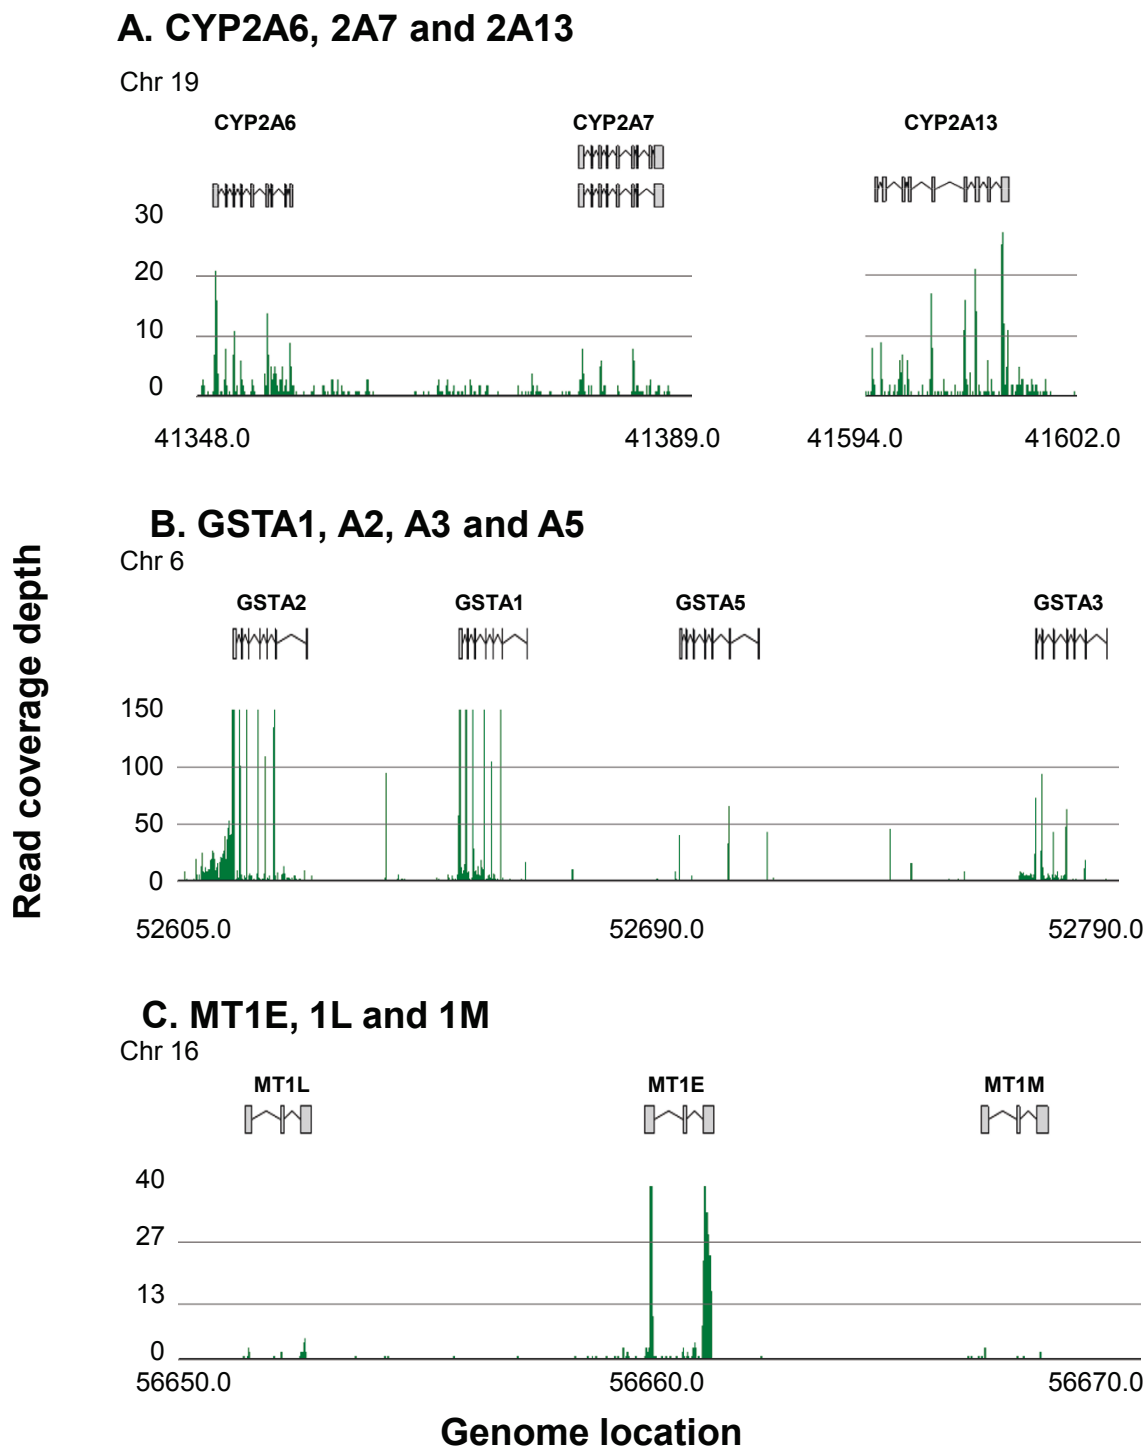 A. CYP2A6, 2A7 and 2A13
Chr 19
CYP2A6 CYP2A7 CYP2A13
30
20
10
0
41348.0 41389.0 41594.0 41602.0
B. GSTA1, A2, A3 and A5
Chr 6
GSTA2 GSTA1 GSTA5 GSTA3
150
100
50
0
52605.0 52690.0 52790.0
Read coverage depth
C. MT1E, 1L and 1M
Chr 16
MT1L MT1E MT1M
40
27
13
0
56650.0 56660.0 56670.0
Genome location